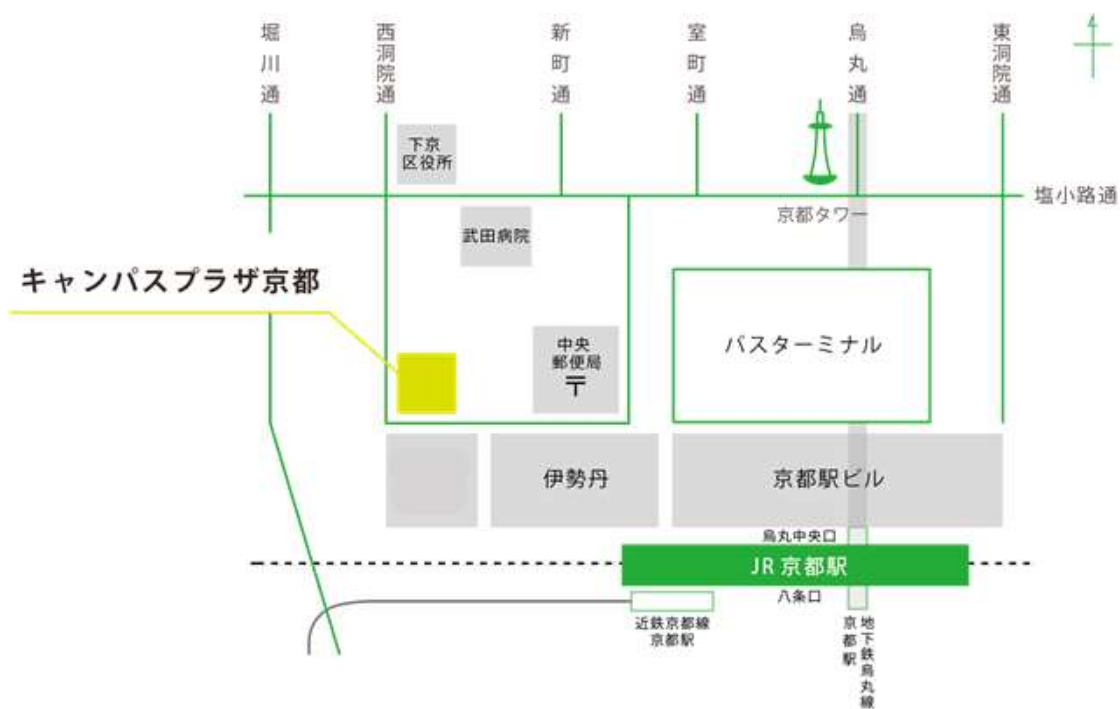 堀川通
西洞院通
新町通
室町通
烏丸通
東洞院通
下京
区役所
塩小路通
京都タワー
武田病院
キャンパスプラザ京都
中央
郵便局
〒
バスターミナル
伊勢丹
京都駅ビル
烏丸中央口
JR 京都駅
八条口
近鉄京都線
京都駅
地下鉄烏丸線
京都駅